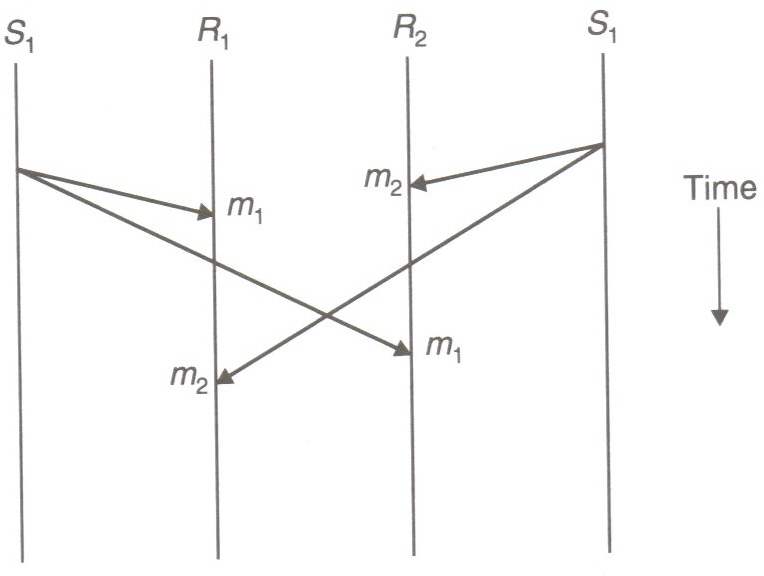 S₁ R₁ R₂ S₁
m₂ Time
m₁
m₁
m₂